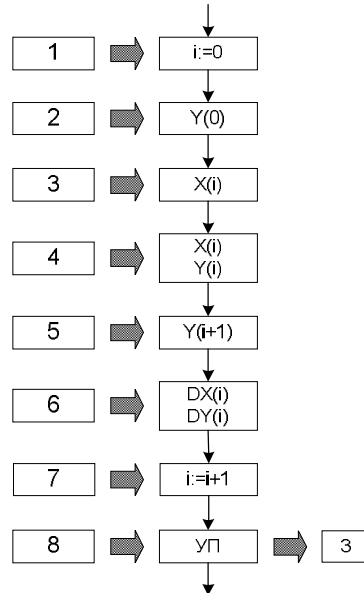 1 i:=0
2 Y(0)
3 X(i)
4 X(i)
Y(i)
5 Y(i+1)
6 DX(i)
DY(i)
7 i:=i+1
8 УП 3